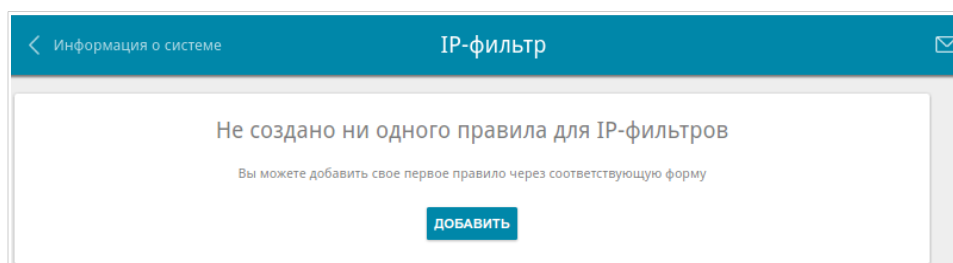 Информация о системе
IP-фильтр
Не создано ни одного правила для IP-фильтров
Вы можете добавить свое первое правило через соответствующую форму
ДОБАВИТЬ